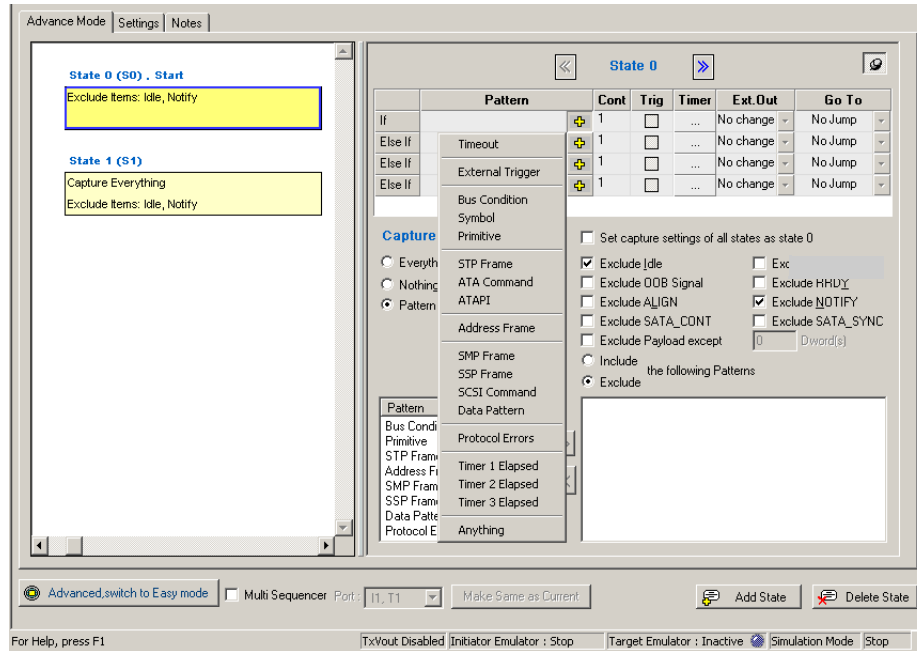 Advance Mode Settings Notes
State 0 (S0) , Start
Exclude Items: Idle, Notify
State 1 (S1)
Capture Everything
Exclude Items: Idle, Notify
State 0
Pattern Cont Trig Timer Ext.Out Go To
If 1 ... No change No Jump
Else If 1 ... No change No Jump
Else If 1 ... No change No Jump
Else If 1 ... No change No Jump
Timeout
External Trigger
Bus Condition
Symbol
Primitive
STP Frame
ATA Command
ATAPI
Address Frame
SMP Frame
SSP Frame
SCSI Command
Data Pattern
Protocol Errors
Timer 1 Elapsed
Timer 2 Elapsed
Timer 3 Elapsed
Anything
Capture
Everyth
Nothing
Pattern
Set capture settings of all states as state 0
Exclude Idle Exc
Exclude OOB Signal Exclude RRDY
Exclude ALIGN Exclude NOTIFY
Exclude SATA_CONT Exclude SATA_SYNC
Exclude Payload except 0 Dword(s)
Include
the following Patterns
Exclude
Pattern
Bus Condi
Primitive
STP Fram
Address Fr
SMP Fram
SSP Frame
Data Patte
Protocol E
Advanced,switch to Easy mode Multi Sequencer Port : I1, T1 Make Same as Current Add State Delete State
For Help, press F1 TxVout Disabled Initiator Emulator : Stop Target Emulator : Inactive Simulation Mode Stop